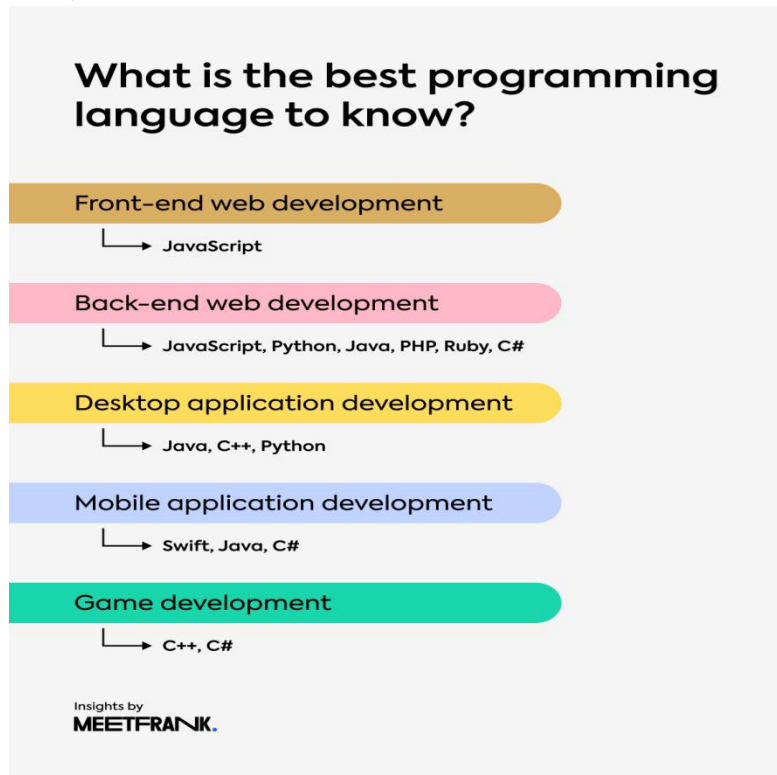 What is the best programming
language to know?
Front-end web development
JavaScript
Back-end web development
JavaScript, Python, Java, PHP, Ruby, C#
Desktop application development
Java, C++, Python
Mobile application development
Swift, Java, C#
Game development
C++, C#
Insights by
MEETFRANK.